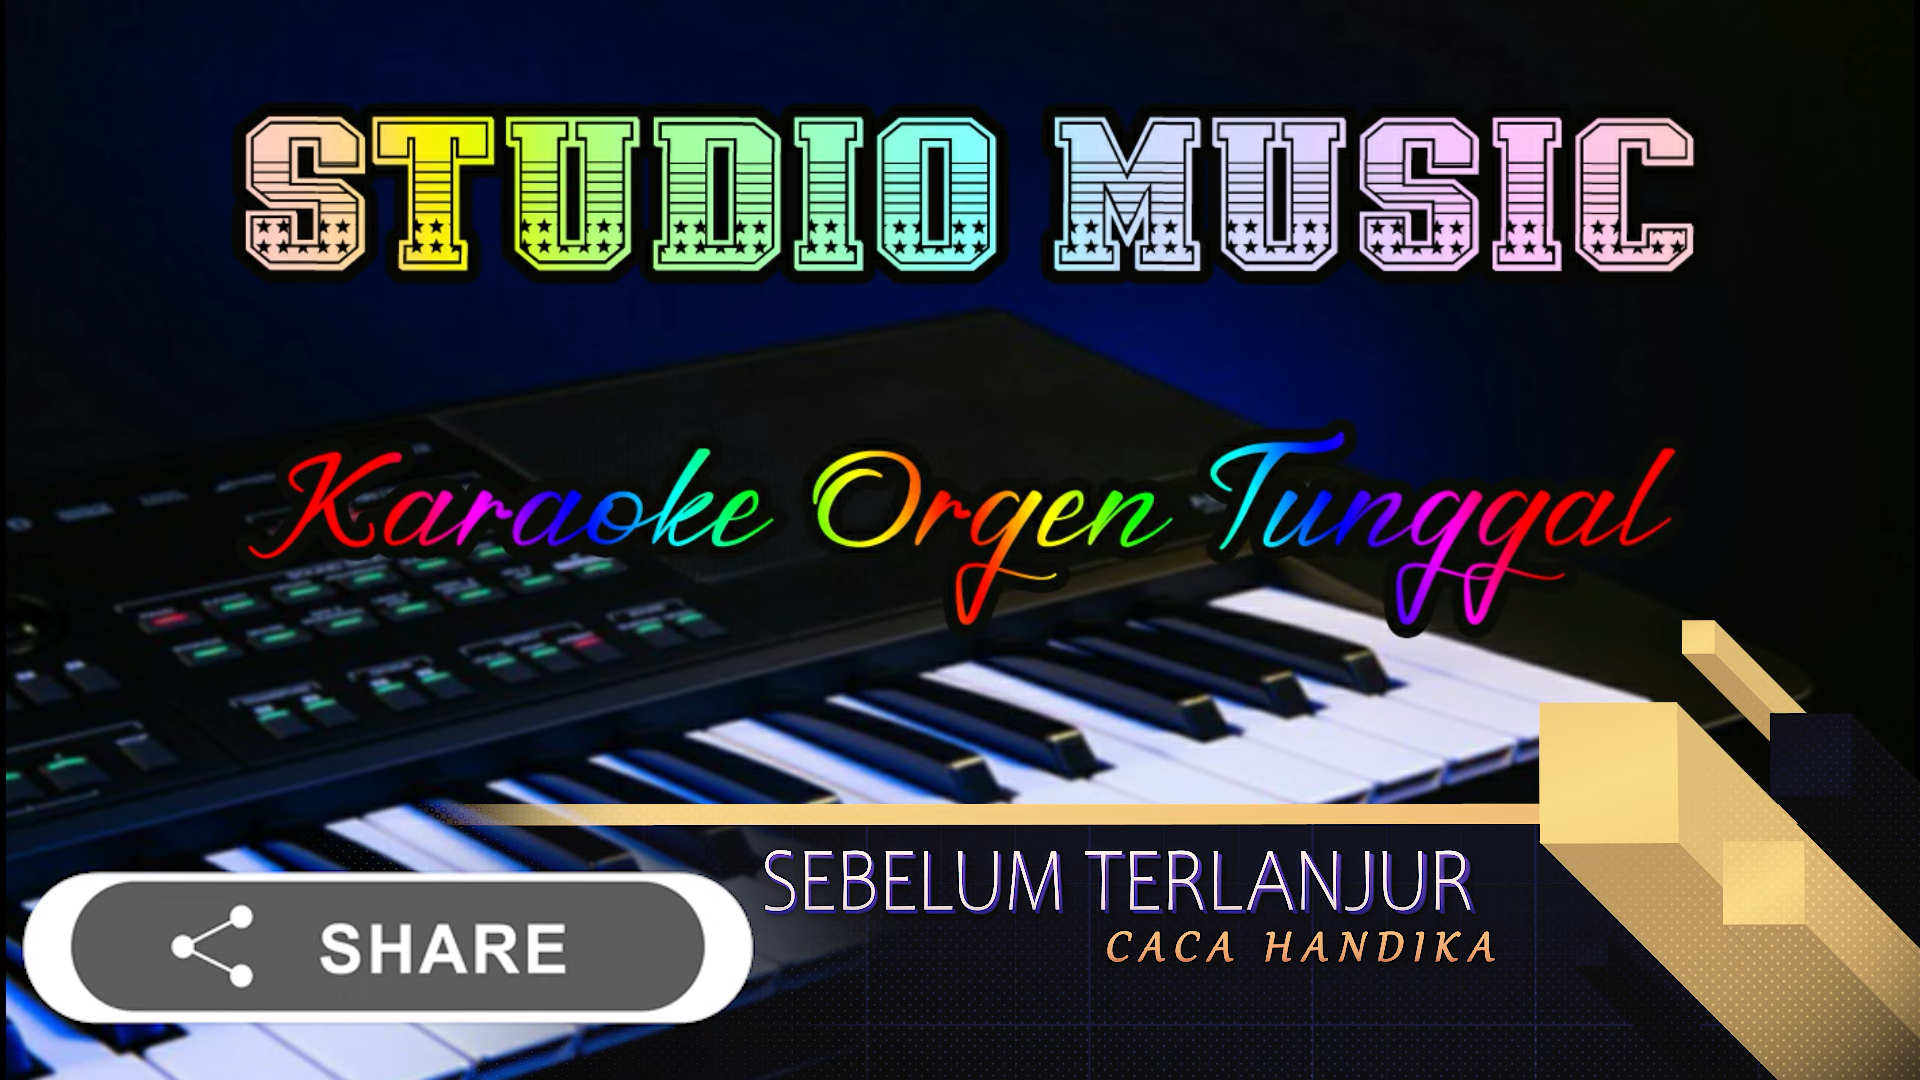 STUDIO MUSIC
Karaoke Orgen Tunggal
SEBELUM TERLANJUR
CACA HANDIKA
SHARE